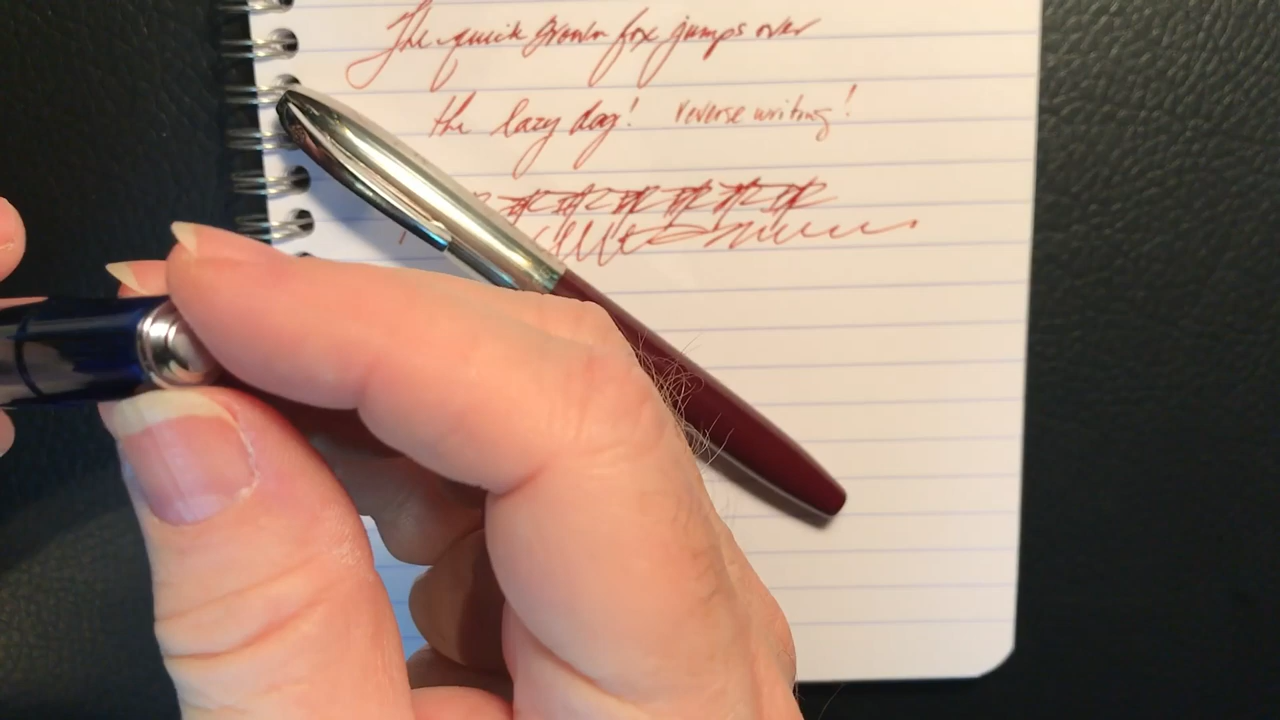 The quick brown fox jumps over
the lazy dog! reverse writing!